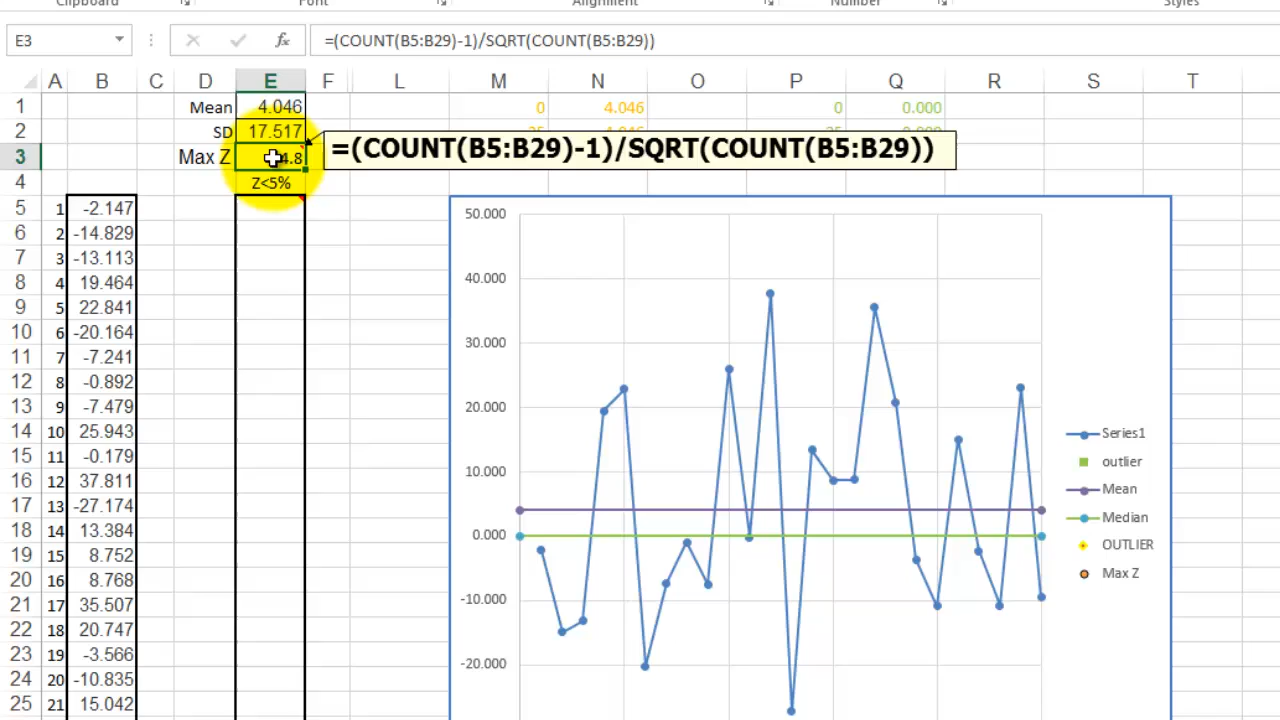 Clipboard Font Alignment Number Styles
E3 fx =(COUNT(B5:B29)-1)/SQRT(COUNT(B5:B29))
A B C D E F L M N O P Q R S T
1 Mean 4.046 0 4.046 0 0.000
2 SD 17.517
=(COUNT(B5:B29)-1)/SQRT(COUNT(B5:B29))
3 Max Z 4.8
4 Z<5%
5 1 -2.147
6 2 -14.829
7 3 -13.113
8 4 19.464
9 5 22.841
10 6 -20.164
11 7 -7.241
12 8 -0.892
13 9 -7.479
14 10 25.943
15 11 -0.179
16 12 37.811
17 13 -27.174
18 14 13.384
19 15 8.752
20 16 8.768
21 17 35.507
22 18 20.747
23 19 -3.566
24 20 -10.835
25 21 15.042
50.000
40.000
30.000
20.000
10.000
0.000
-10.000
-20.000
Series1
outlier
Mean
Median
OUTLIER
Max Z